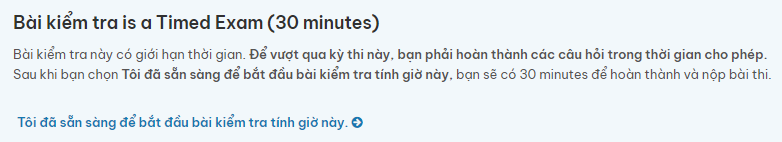 Bài kiểm tra is a Timed Exam (30 minutes)
Bài kiểm tra này có giới hạn thời gian. Để vượt qua kỳ thi này, bạn phải hoàn thành các câu hỏi trong thời gian cho phép.
Sau khi bạn chọn Tôi đã sẵn sàng để bắt đầu bài kiểm tra tính giờ này, bạn sẽ có 30 minutes để hoàn thành và nộp bài thi.
Tôi đã sẵn sàng để bắt đầu bài kiểm tra tính giờ này.